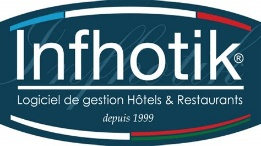 Infhotik®
Logiciel de gestion Hôtels & Restaurants
depuis 1999